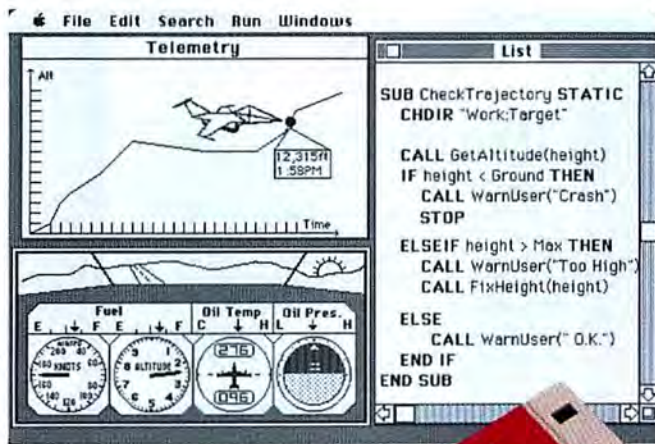 File Edit Search Run Windows
Telemetry
Alt
12,315ft
1:58PM
Time
Fuel
Oil Temp
Oil Pres.
E F E F C H L H
KNOTS
ALTITUDE
276
096
List
SUB CheckTrajectory STATIC
CHDIR "Work:Target"
CALL GetAltitude(height)
IF height < Ground THEN
CALL WarnUser("Crash")
STOP
ELSEIF height > Max THEN
CALL WarnUser("Too High")
CALL FixHeight(height)
ELSE
CALL WarnUser(" O.K.")
END IF
END SUB